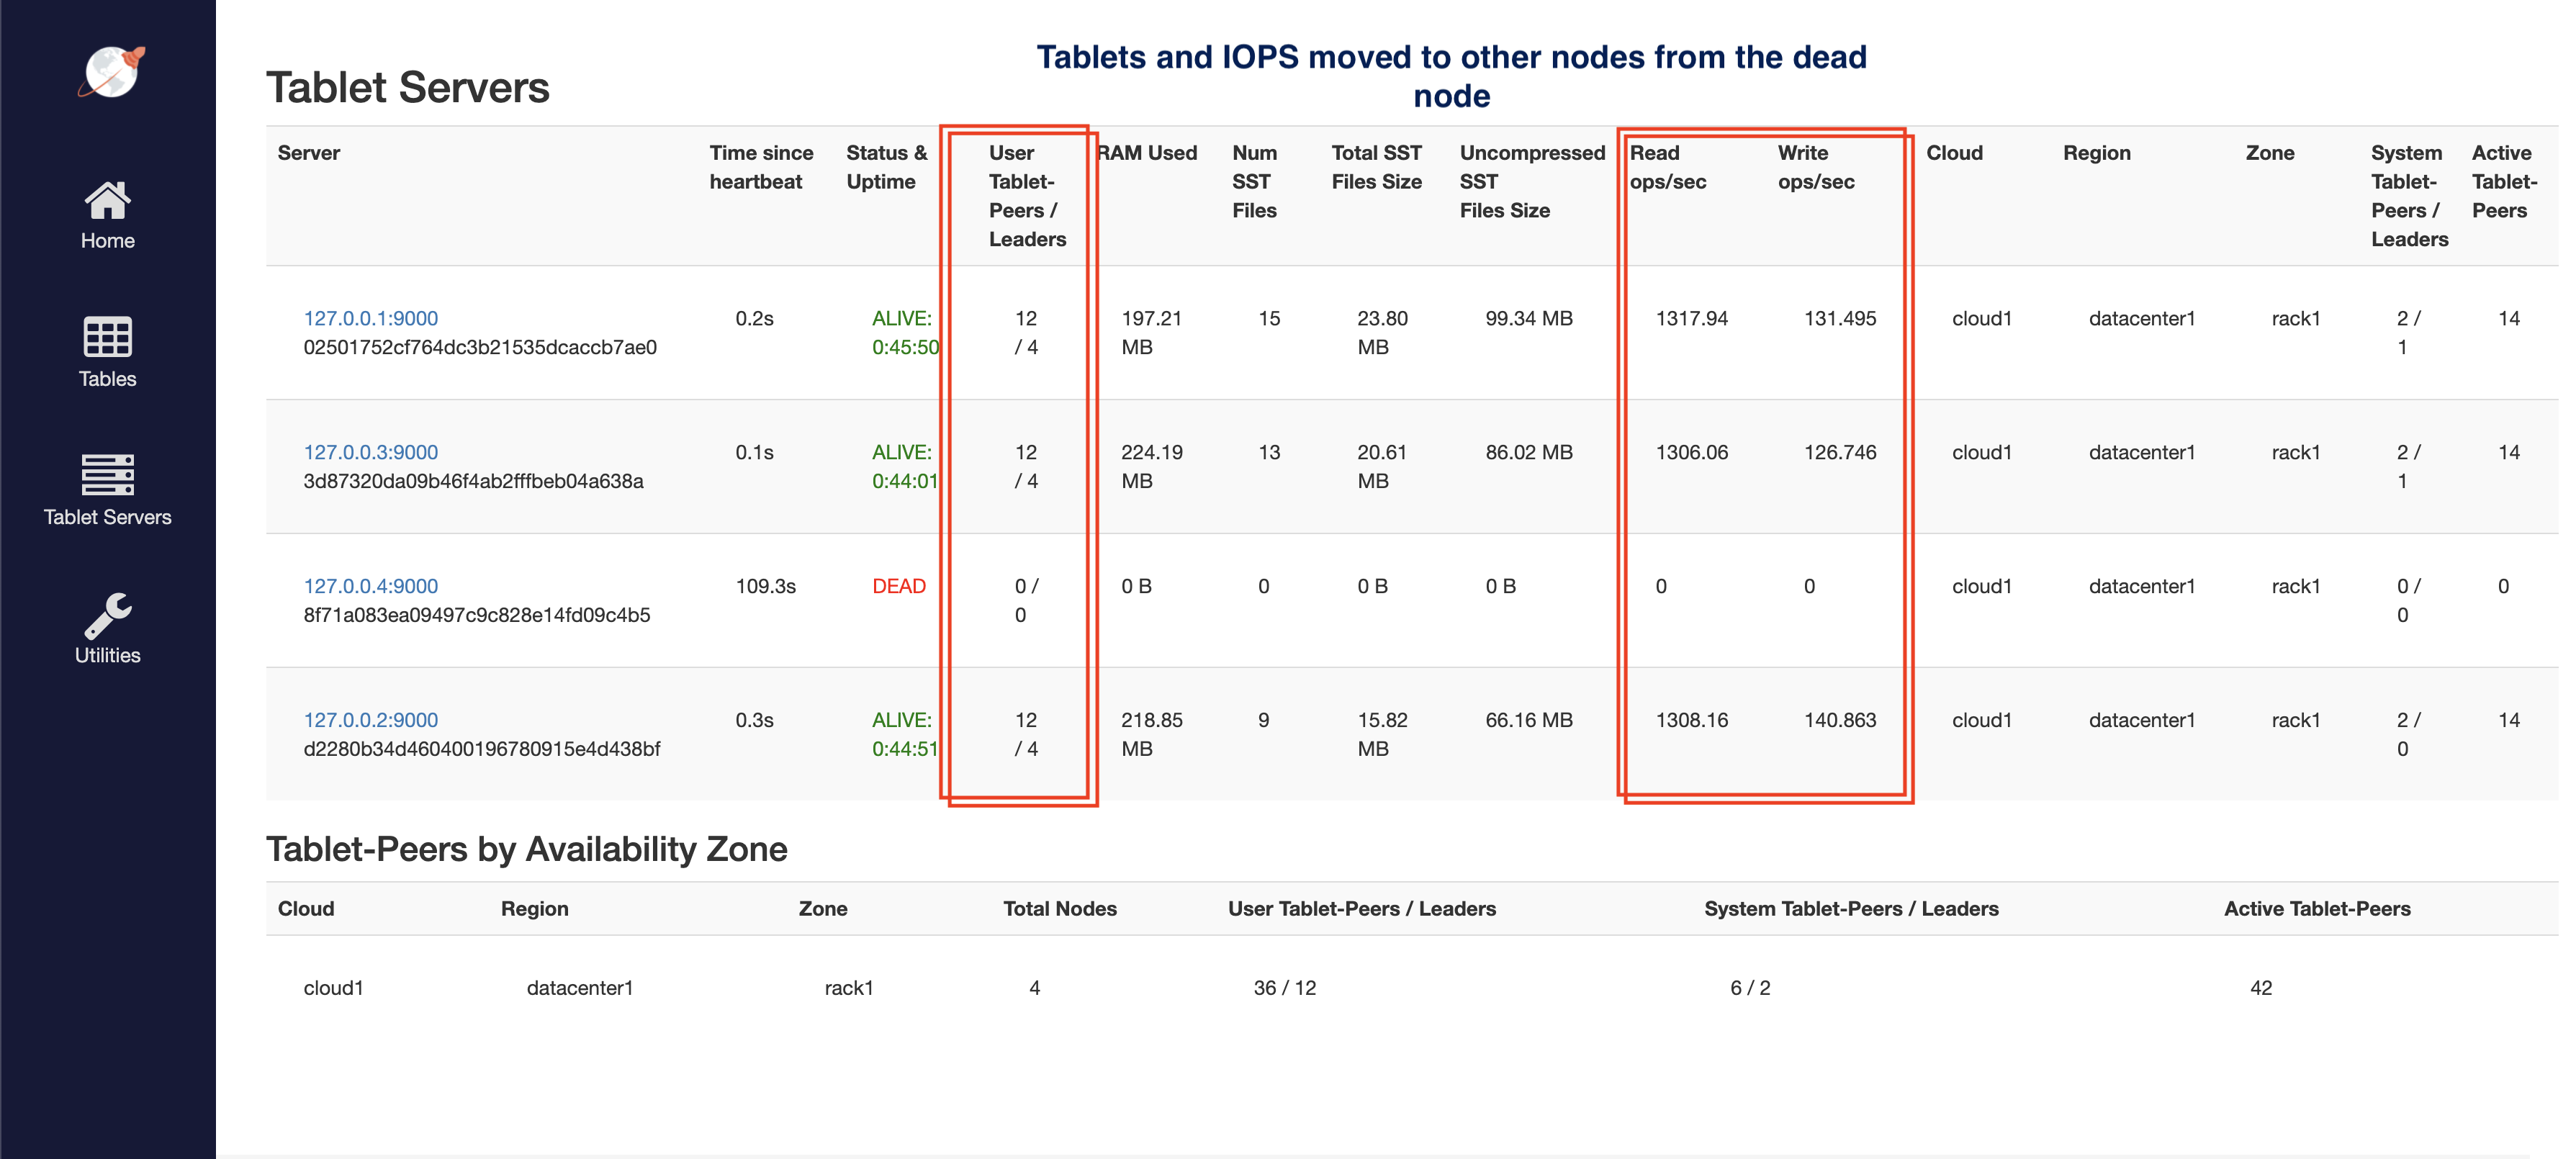 Home
Tables
Tablet Servers
Utilities
Tablets and IOPS moved to other nodes from the dead
node
Tablet Servers
Server
Time since
heartbeat
Status &
Uptime
User
Tablet-
Peers /
Leaders
RAM Used
Num
SST
Files
Total SST
Files Size
Uncompressed
SST
Files Size
Read
ops/sec
Write
ops/sec
Cloud
Region
Zone
System
Tablet-
Peers /
Leaders
Active
Tablet-
Peers
127.0.0.1:9000
02501752cf764dc3b21535dcaccb7ae0
0.2s
ALIVE:
0:45:50
12
/ 4
197.21
MB
15
23.80
MB
99.34 MB
1317.94
131.495
cloud1
datacenter1
rack1
2 /
1
14
127.0.0.3:9000
3d87320da09b46f4ab2fffbeb04a638a
0.1s
ALIVE:
0:44:01
12
/ 4
224.19
MB
13
20.61
MB
86.02 MB
1306.06
126.746
cloud1
datacenter1
rack1
2 /
1
14
127.0.0.4:9000
8f71a083ea09497c9c828e14fd09c4b5
109.3s
DEAD
0 /
0
0 B
0
0 B
0 B
0
0
cloud1
datacenter1
rack1
0 /
0
0
127.0.0.2:9000
d2280b34d460400196780915e4d438bf
0.3s
ALIVE:
0:44:51
12
/ 4
218.85
MB
9
15.82
MB
66.16 MB
1308.16
140.863
cloud1
datacenter1
rack1
2 /
0
14
Tablet-Peers by Availability Zone
Cloud
Region
Zone
Total Nodes
User Tablet-Peers / Leaders
System Tablet-Peers / Leaders
Active Tablet-Peers
cloud1
datacenter1
rack1
4
36 / 12
6 / 2
42